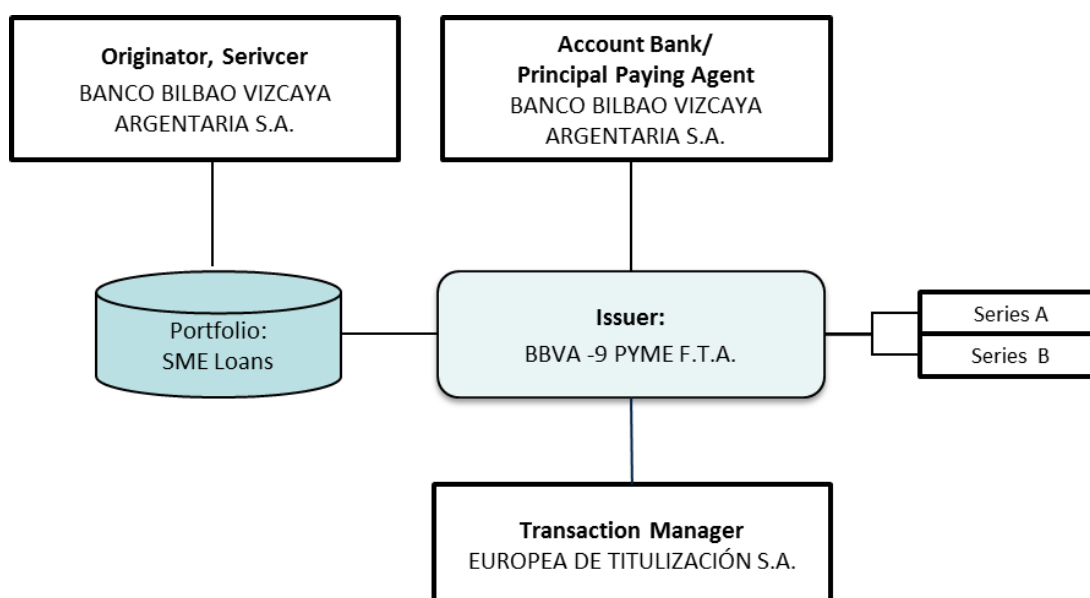 Originator, Serivcer
BANCO BILBAO VIZCAYA
ARGENTARIA S.A.
Account Bank/
Principal Paying Agent
BANCO BILBAO VIZCAYA
ARGENTARIA S.A.
Portfolio:
SME Loans
Issuer:
BBVA -9 PYME F.T.A.
Series A
Series B
Transaction Manager
EUROPEA DE TITULIZACIÓN S.A.